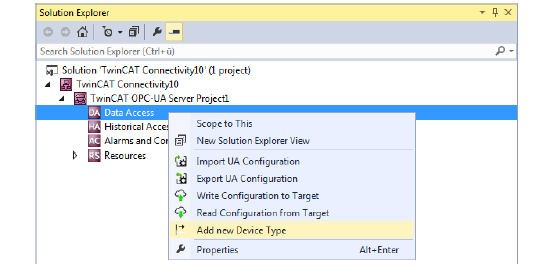 Solution Explorer
Search Solution Explorer (Ctrl+ü)
Solution 'TwinCAT Connectivity10' (1 project)
TwinCAT Connectivity10
TwinCAT OPC-UA Server Project1
DA Data Access
HA Historical Acce
AC Alarms and Cor
RS Resources
Scope to This
New Solution Explorer View
Import UA Configuration
Export UA Configuration
Write Configuration to Target
Read Configuration from Target
Add new Device Type
Properties Alt+Enter